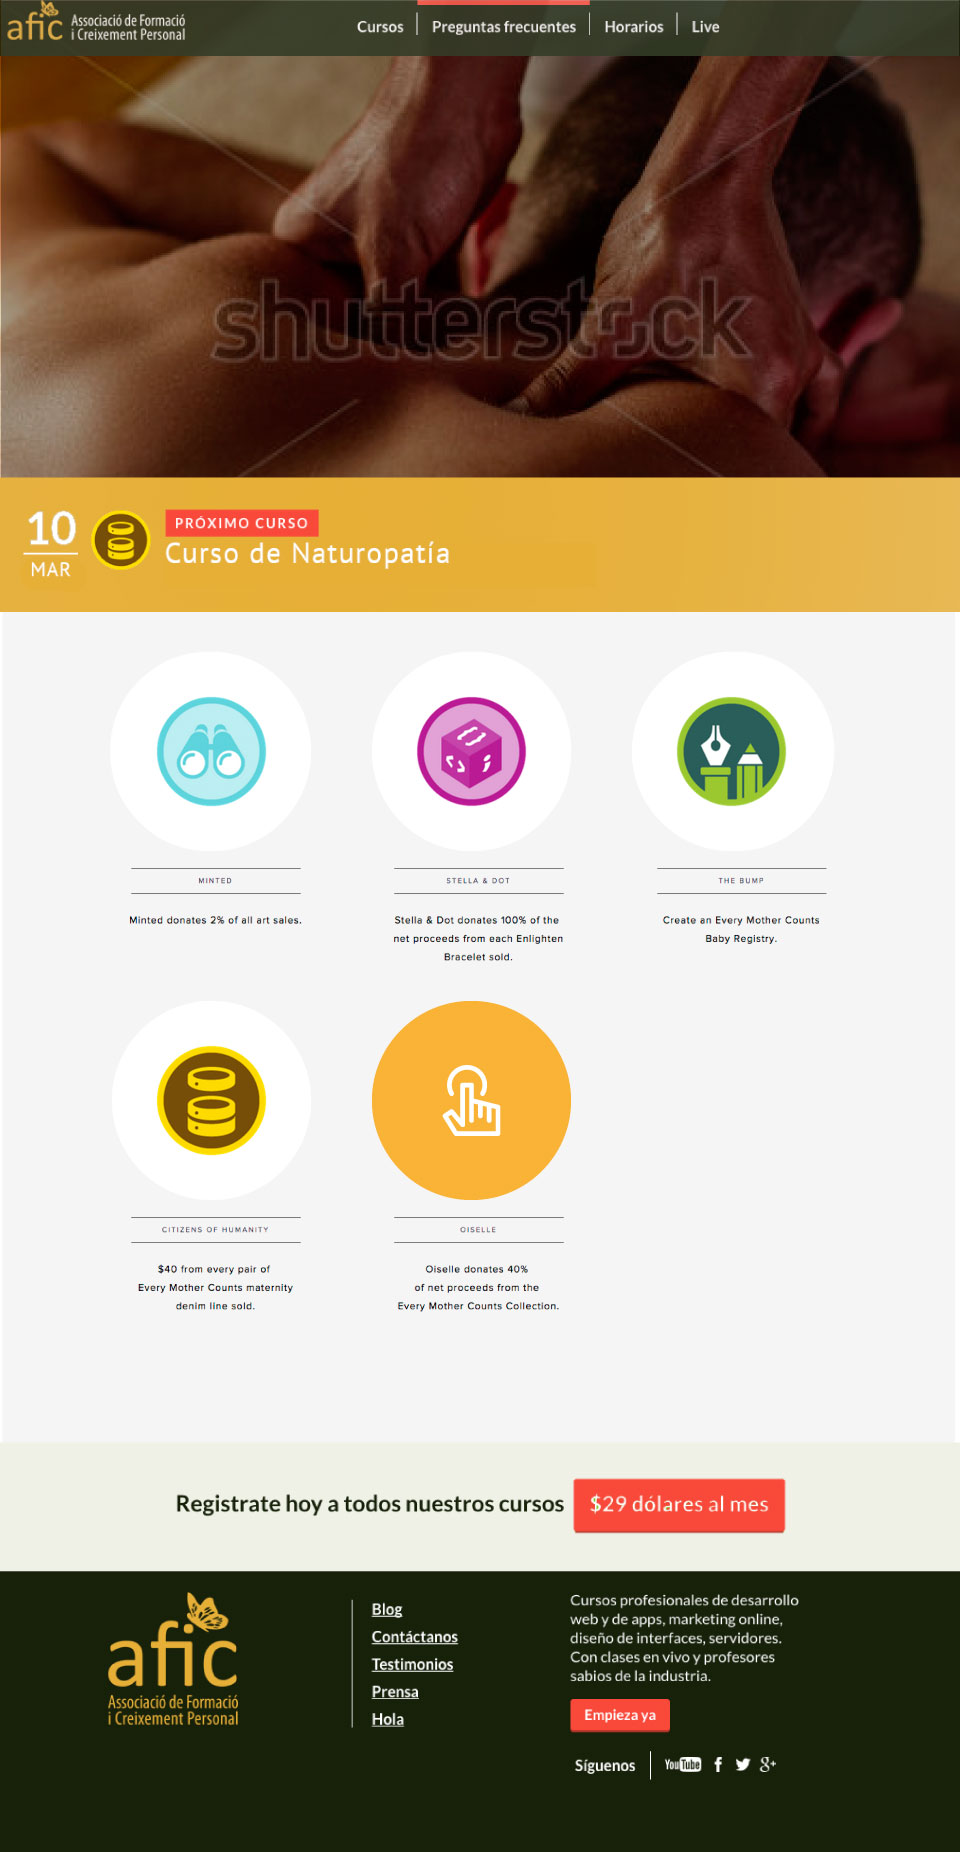 afic Associació de Formació
i Creixement Personal
Cursos Preguntas frecuentes Horarios Live
shutterstock
10
MAR
PRÓXIMO CURSO
Curso de Naturopatía
MINTED
Minted donates 2% of all art sales.
STELLA & DOT
Stella & Dot donates 100% of the
net proceeds from each Enlighten
Bracelet sold.
THE BUMP
Create an Every Mother Counts
Baby Registry.
CITIZENS OF HUMANITY
$40 from every pair of
Every Mother Counts maternity
denim line sold.
OISELLE
Oiselle donates 40%
of net proceeds from the
Every Mother Counts Collection.
Registrate hoy a todos nuestros cursos $29 dólares al mes
afic
Associació de Formació
i Creixement Personal
Blog
Contáctanos
Testimonios
Prensa
Hola
Cursos profesionales de desarrollo
web y de apps, marketing online,
diseño de interfaces, servidores.
Con clases en vivo y profesores
sabios de la industria.
Empieza ya
Síguenos YouTube f g+